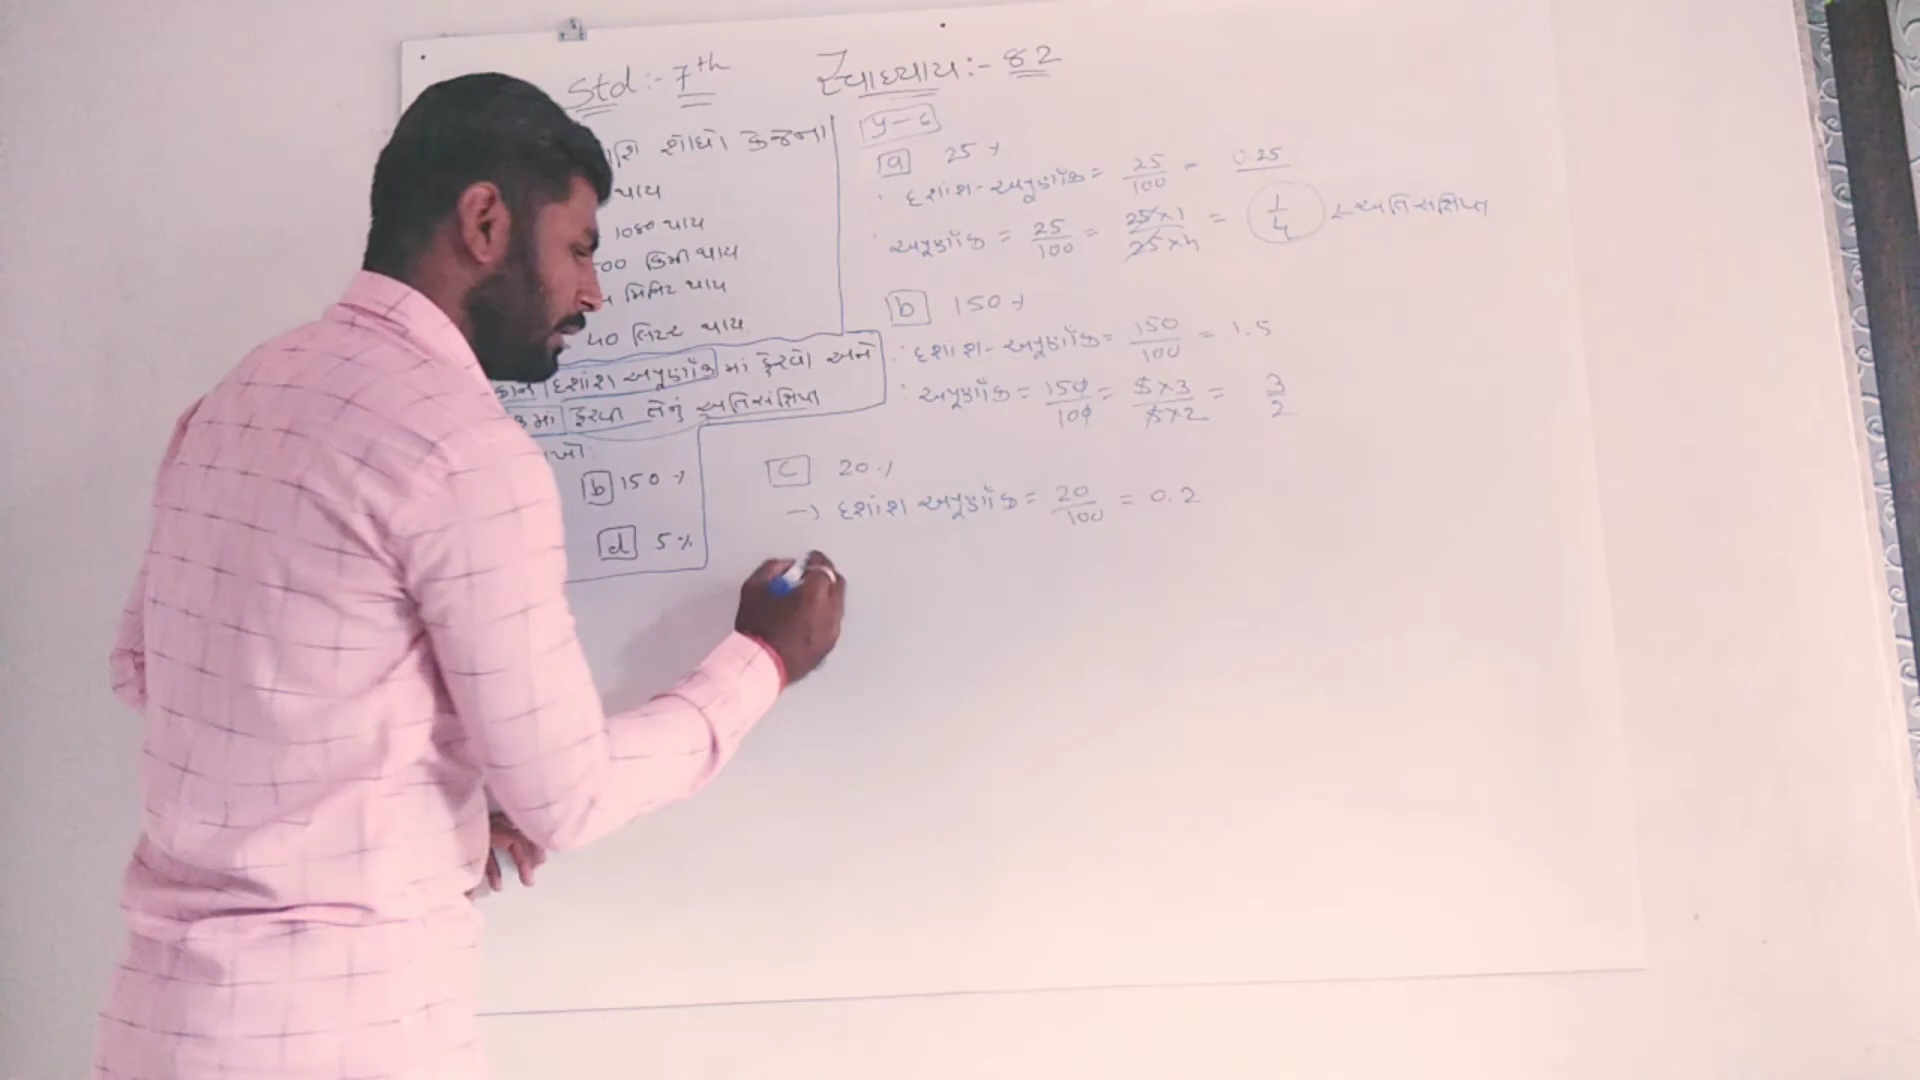 Std :- 7th સ્વાધ્યાય :- 8.2
શોધો કેજના
થાય
1080 થાય
00 કિમી થાય
મિનિટ થાય
40 લિટર થાય
દશાંશ અપૂર્ણાંક માં ફેરવો અને
માં ફેરવી તેનું અતિસંક્ષિપ્ત
b 150 %
d 5 %
પ્ર-6
a 25 %
∴ દશાંશ-અપૂર્ણાંક = 25/100 = 0.25
∴ અપૂર્ણાંક = 25/100 = 25×1/25×4 = 1/4 ← અતિસંક્ષિપ્ત
b 150 %
∴ દશાંશ-અપૂર્ણાંક = 150/100 = 1.5
∴ અપૂર્ણાંક = 150/100 = 5×3/5×2 = 3/2
c 20 %
→ દશાંશ અપૂર્ણાંક = 20/100 = 0.2